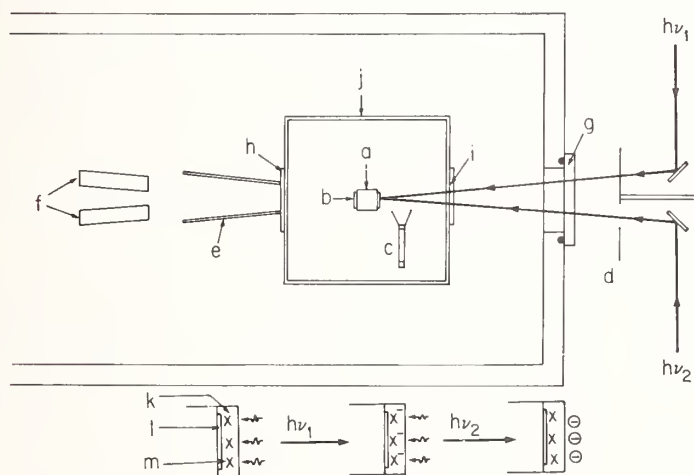 hν₁
j
h
a
i
g
b
f
e
c
d
hν₂
k
l
m
X
X
X
hν₁
X⁻
X⁻
X⁻
hν₂
X
X
X
⊖
⊖
⊖